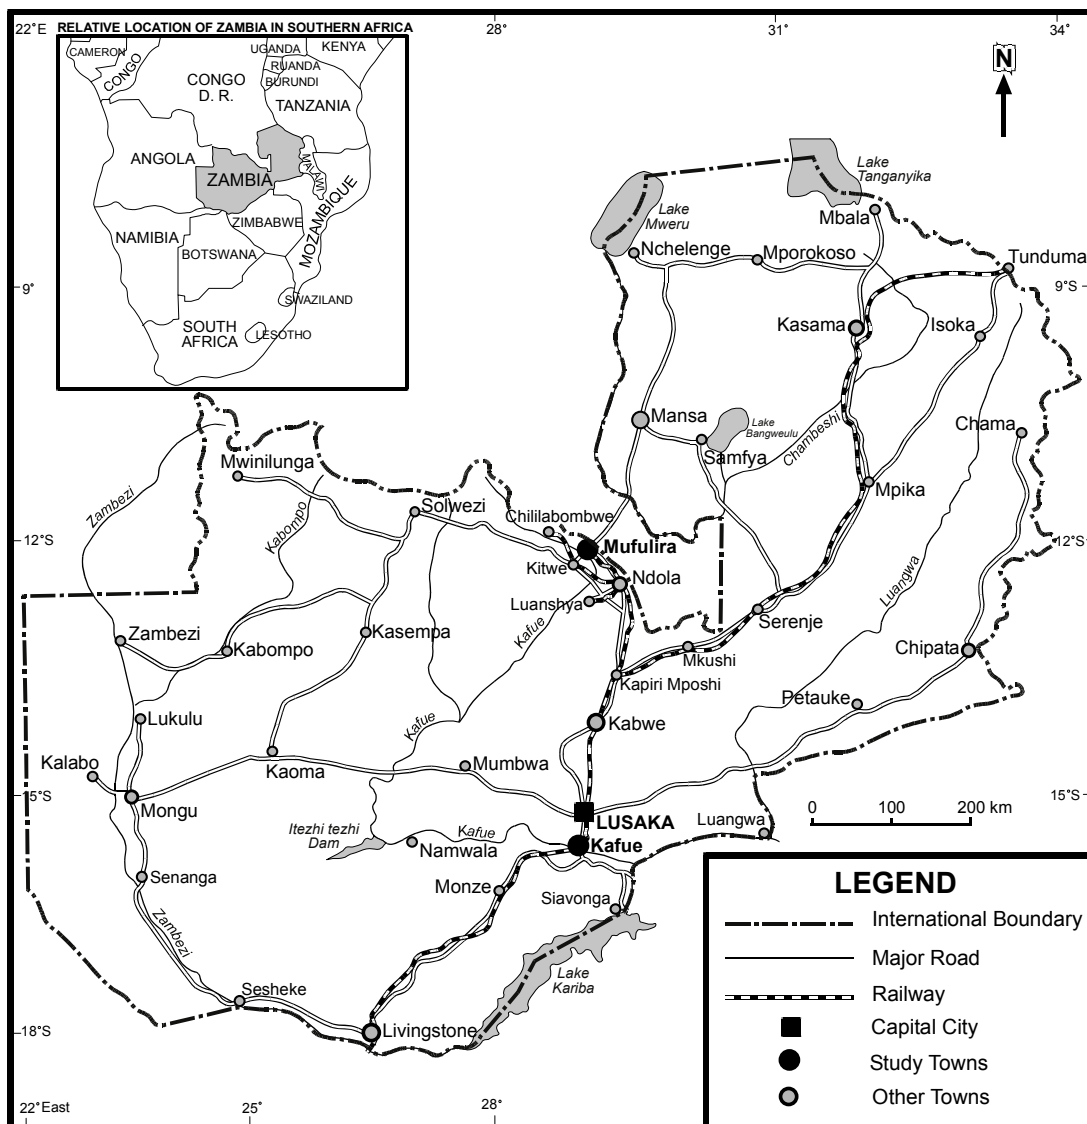 22˚E
28
31
34˚
RELATIVE LOCATION OF ZAMBIA IN SOUTHERN AFRICA
CAMERON
CONGO
UGANDA
KENYA
RUANDA
BURUNDI
CONGO
D. R.
TANZANIA
ANGOLA
ZAMBIA
MALAWI
MOZAMBIQUE
ZIMBABWE
NAMIBIA
BOTSWANA
SWAZILAND
SOUTH
AFRICA
LESOTHO
N
Lake
Tanganyika
Lake
Mweru
Mbala
Nchelenge
Mporokoso
Tunduma
9˚
9˚S
Kasama
Isoka
Mansa
Lake
Bangweulu
Samfya
Chambeshi
Chama
Mwinilunga
Mpika
Zambezi
Kabompo
Solwezi
Chililabombwe
12˚S
Mufulira
12˚S
Kitwe
Ndola
Luangwa
Luanshya
Kafue
Serenje
Zambezi
Kabompo
Kasempa
Mkushi
Chipata
Kapiri Mposhi
Petauke
Lukulu
Kafue
Kabwe
Kalabo
Kaoma
Mumbwa
Mongu
15˚S
15˚S
0 100 200 km
LUSAKA
Luangwa
Itezhi tezhi
Dam
Kafue
Namwala
Kafue
Senanga
Monze
Siavonga
Zambezi
Lake
Kariba
Sesheke
Livingstone
18˚S
22˚East
25
28
LEGEND
International Boundary
Major Road
Railway
Capital City
Study Towns
Other Towns